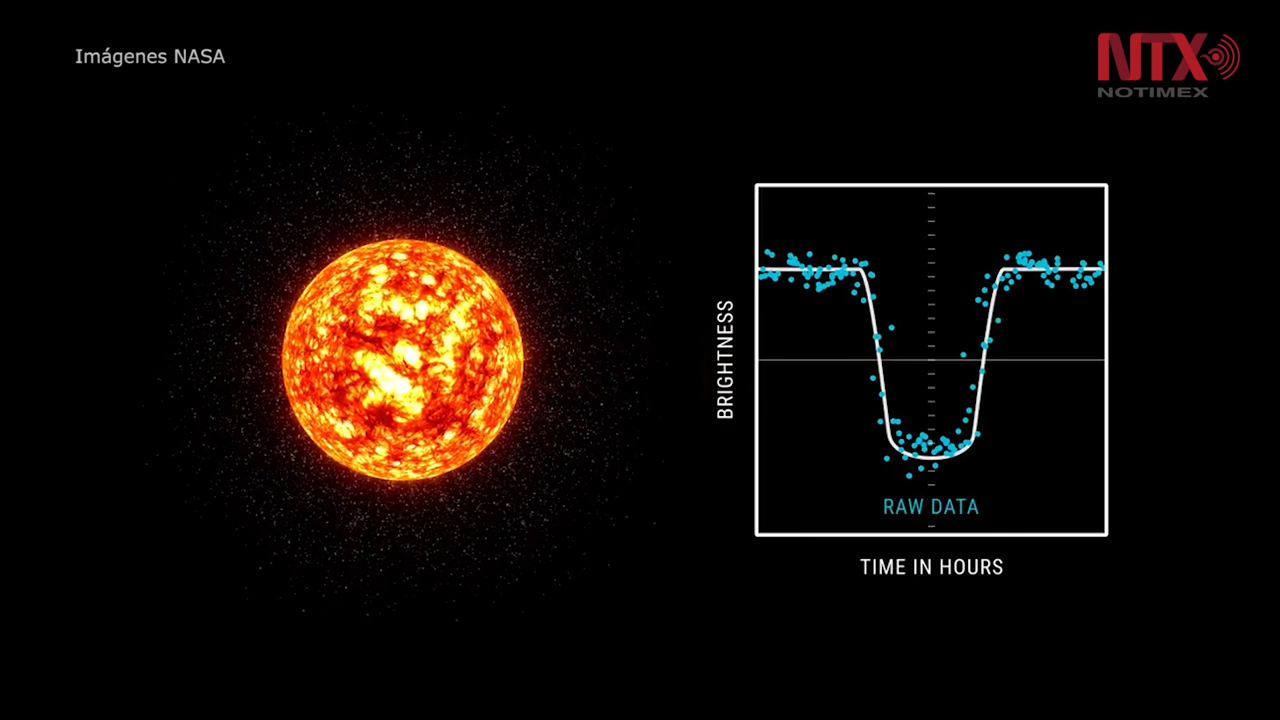 Imágenes NASA
NTX
NOTIMEX
BRIGHTNESS
RAW DATA
TIME IN HOURS